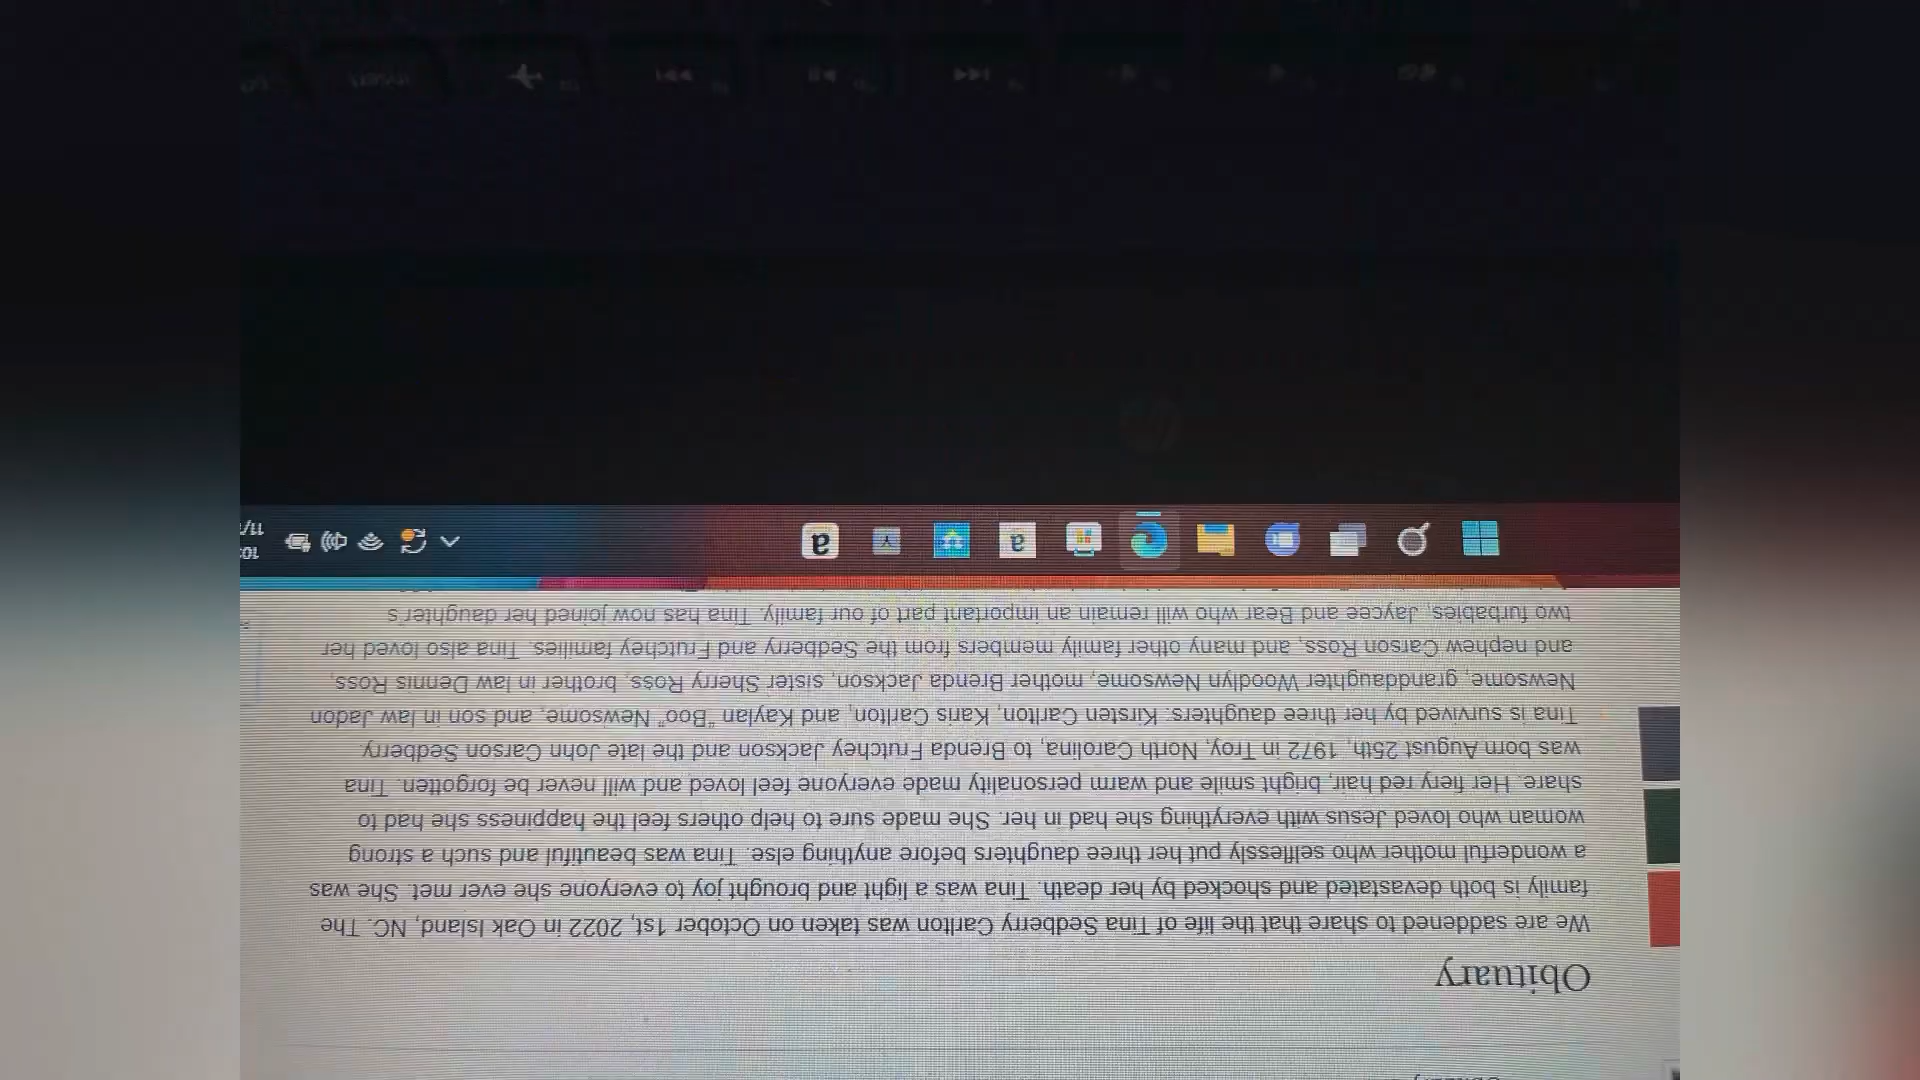 Obituary
We are saddened to share that the life of Tina Sedberry Carlton was taken on October 1st, 2022 in Oak Island, NC. The
family is both devastated and shocked by her death. Tina was a light and brought joy to everyone she ever met. She was
a wonderful mother who selflessly put her three daughters before anything else. Tina was beautiful and such a strong
woman who loved Jesus with everything she had in her. She made sure to help others feel the happiness she had to
share. Her fiery red hair, bright smile and warm personality made everyone feel loved and will never be forgotten. Tina
was born August 25th, 1972 in Troy, North Carolina, to Brenda Frutchey Jackson and the late John Carson Sedberry.
Tina is survived by her three daughters: Kirsten Carlton, Karis Carlton, and Kaylan "Boo" Newsome, and son in law Jadon
Newsome, granddaughter Woodlyn Newsome, mother Brenda Jackson, sister Sherry Ross, brother in law Dennis Ross,
and nephew Carson Ross, and many other family members from the Sedberry and Frutchey families. Tina also loved her
two furbabies, Jaycee and Bear who will remain an important part of our family. Tina has now joined her daughter's
a
a
10:
11/